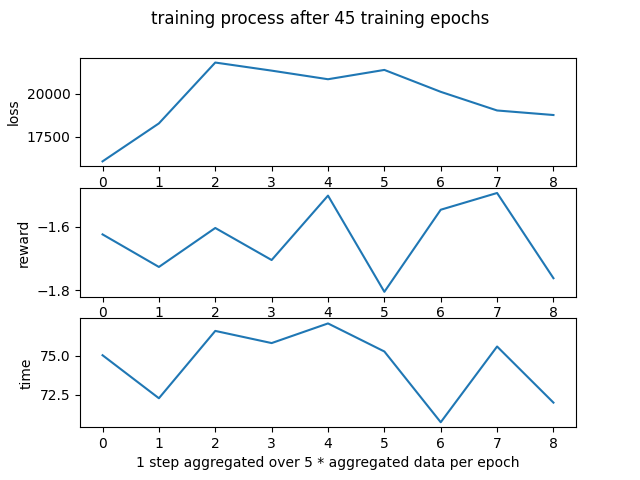 training process after 45 training epochs
loss
20000
17500
0 1 2 3 4 5 6 7 8
reward
−1.6
−1.8
0 1 2 3 4 5 6 7 8
time
75.0
72.5
0 1 2 3 4 5 6 7 8
1 step aggregated over 5 * aggregated data per epoch